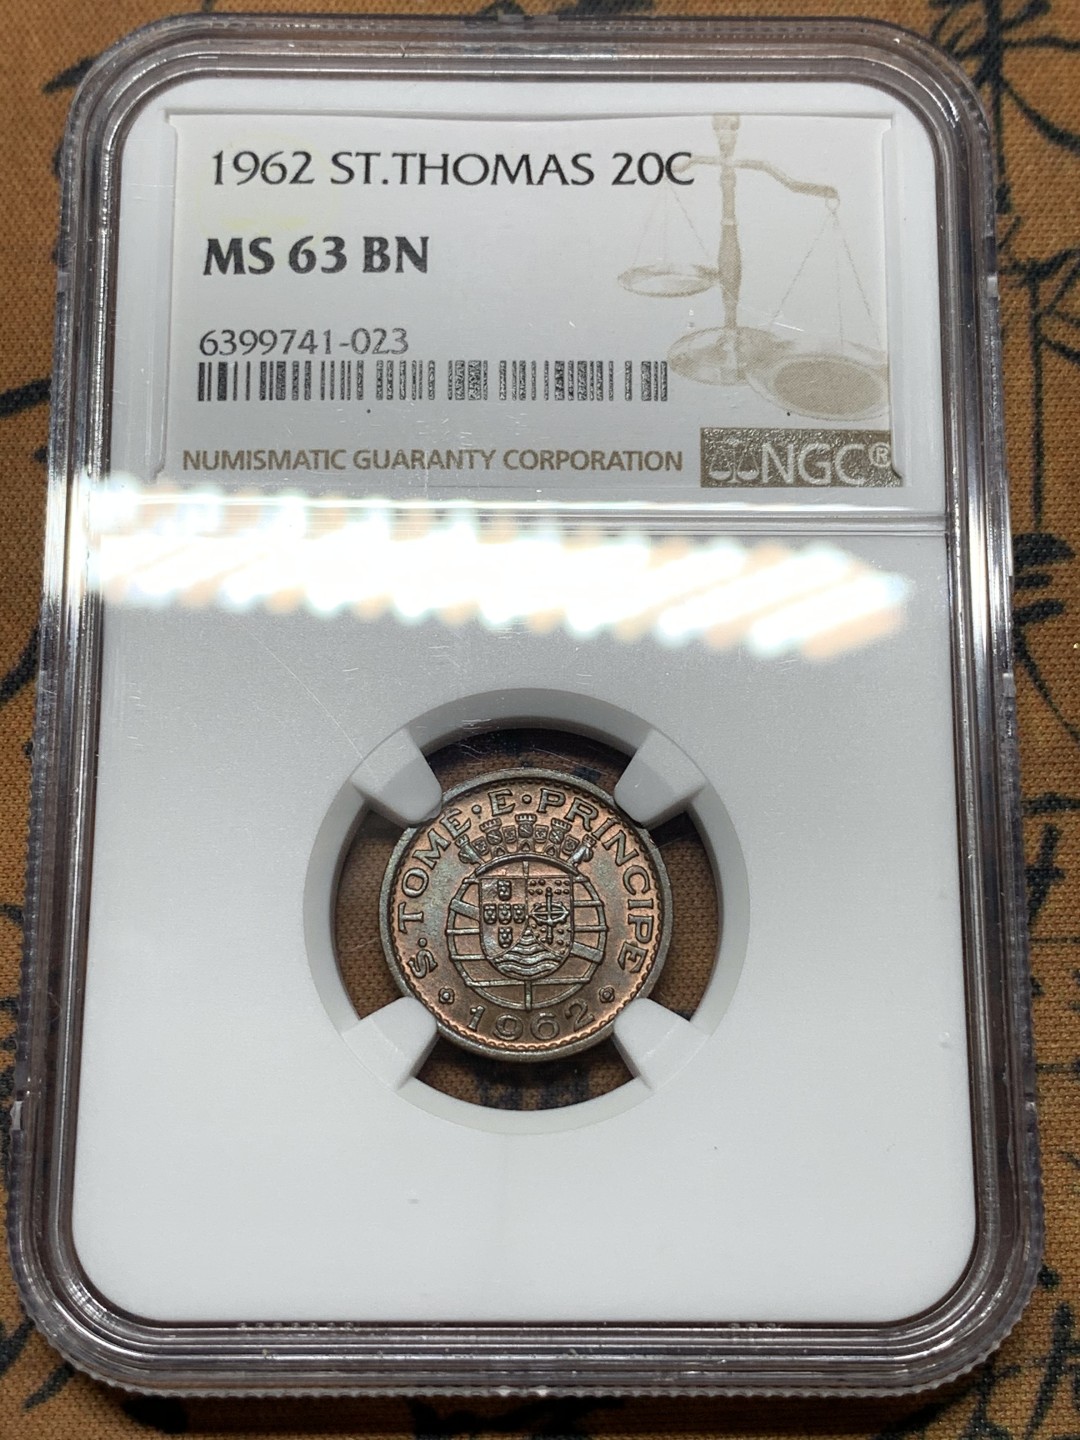 1962 ST.THOMAS 20C
MS 63 BN
6399741-023
NUMISMATIC GUARANTY CORPORATION
NGC®
S·TOME·E·PRINCIPE
1962